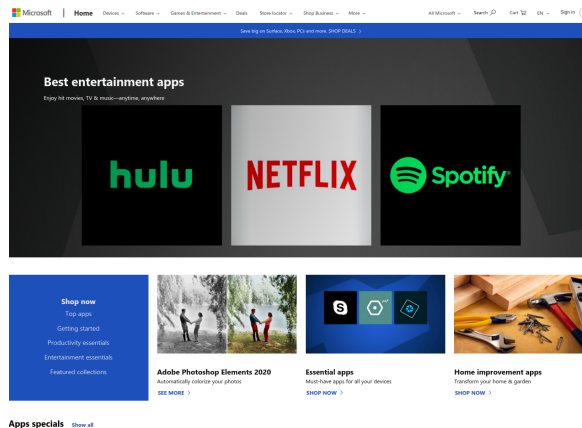 Microsoft
Home Devices Software Games & Entertainment Deals Store locator Shop Business More All Microsoft Search Cart EN Sign in
Save big on Surface, Xbox, PCs and more. SHOP DEALS >
Best entertainment apps
Enjoy hit movies, TV & music—anytime, anywhere
hulu
NETFLIX
Spotify
Shop now
Top apps
Getting started
Productivity essentials
Entertainment essentials
Featured collections
Adobe Photoshop Elements 2020
Automatically colorize your photos
SEE MORE >
Essential apps
Must-have apps for all your devices
SHOP NOW >
Home improvement apps
Transform your home & garden
SHOP NOW >
Apps specials Show all